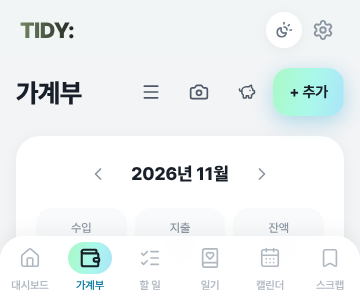 TIDY:
가계부
+ 추가
2026년 11월
수입 지출 잔액
대시보드 가계부 할 일 일기 캘린더 스크랩